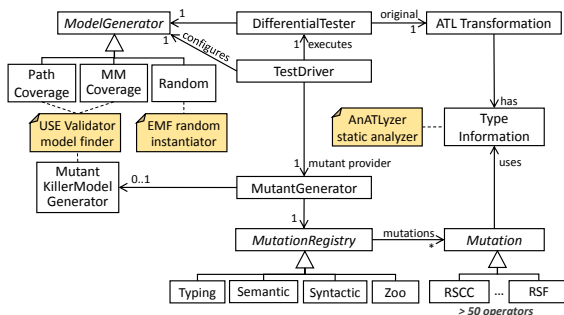 ModelGenerator
1
DifferentialTester
original
1
ATL Transformation
1
configures
1
executes
TestDriver
Path
Coverage
MM
Coverage
Random
USE Validator
model finder
EMF random
instantiator
AnATLyzer
static analyzer
has
Type
Information
uses
Mutant
KillerModel
Generator
0..1
1
mutant provider
MutantGenerator
1
MutationRegistry
mutations
*
Mutation
Typing
Semantic
Syntactic
Zoo
RSCC
...
RSF
> 50 operators